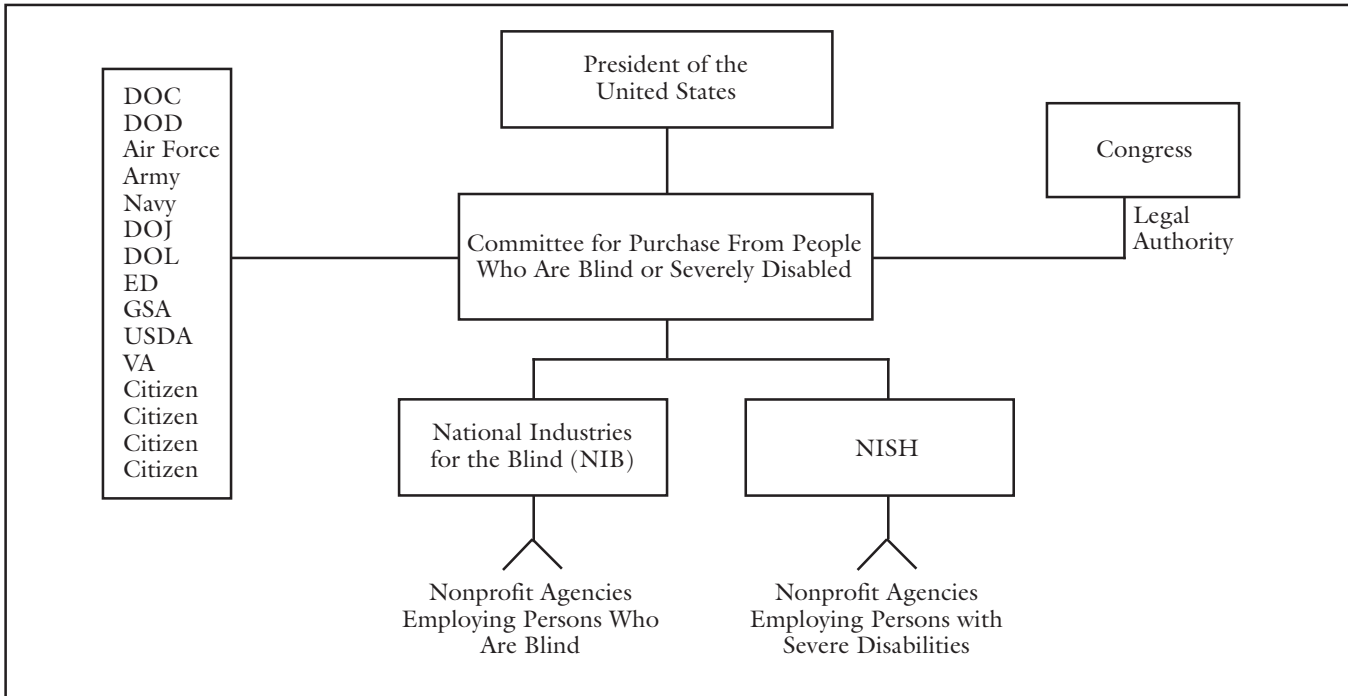 President of the
United States
DOC
DOD
Air Force
Army
Navy
DOJ
DOL
ED
GSA
USDA
VA
Citizen
Citizen
Citizen
Citizen
Congress
Legal
Authority
Committee for Purchase From People
Who Are Blind or Severely Disabled
National Industries
for the Blind (NIB)
NISH
Nonprofit Agencies
Employing Persons Who
Are Blind
Nonprofit Agencies
Employing Persons with
Severe Disabilities